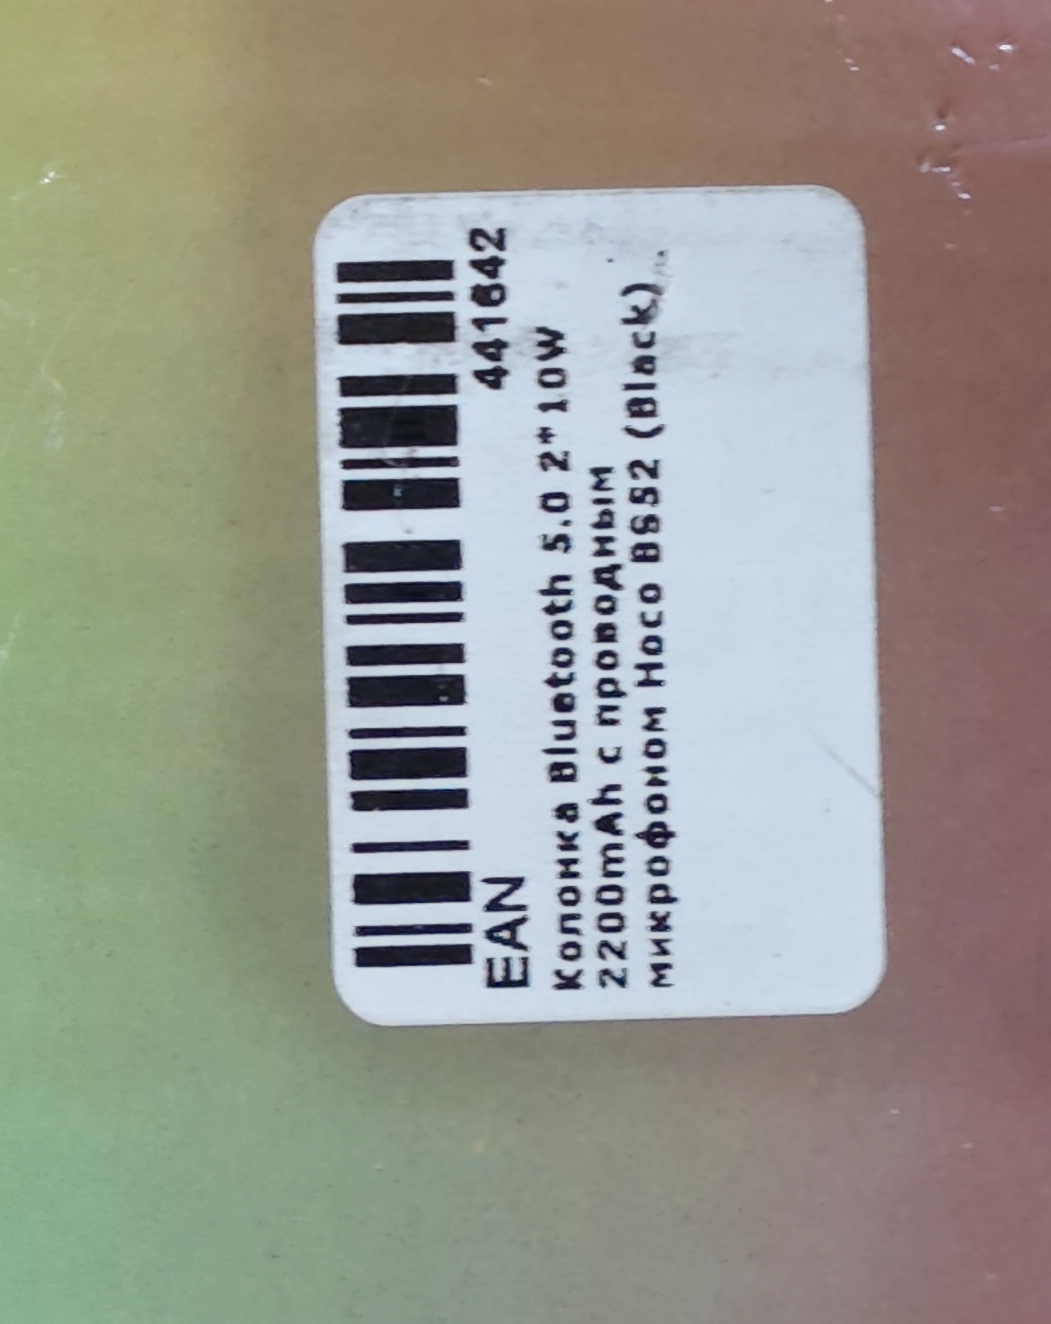 EAN 441642
Колонка Bluetooth 5.0 2*10W
2200mAh с проводным
микрофоном Hoco BS52 (Black)